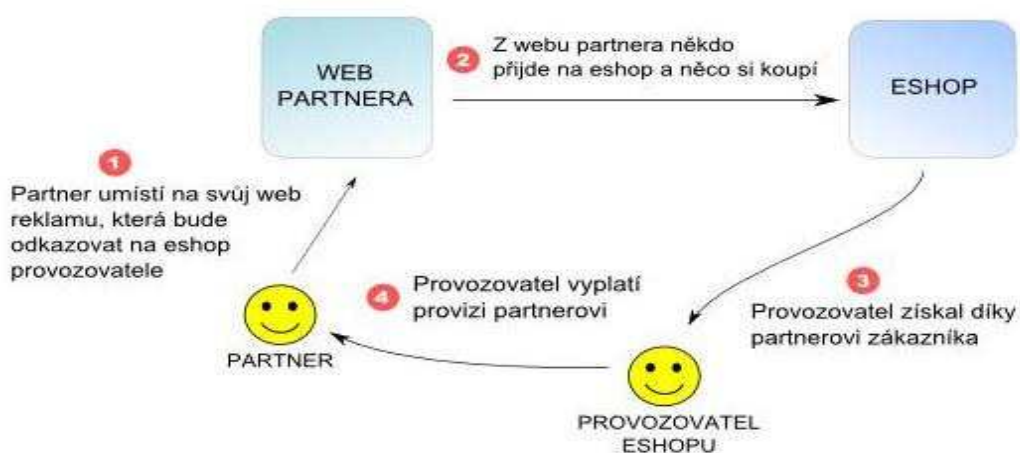 WEB
PARTNERA
2
Z webu partnera někdo
přijde na eshop a něco si koupí
ESHOP
1
Partner umístí na svůj web
reklamu, která bude
odkazovat na eshop
provozovatele
4
Provozovatel vyplatí
provizi partnerovi
3
Provozovatel získal díky
partnerovi zákazníka
PARTNER
PROVOZOVATEL
ESHOPU